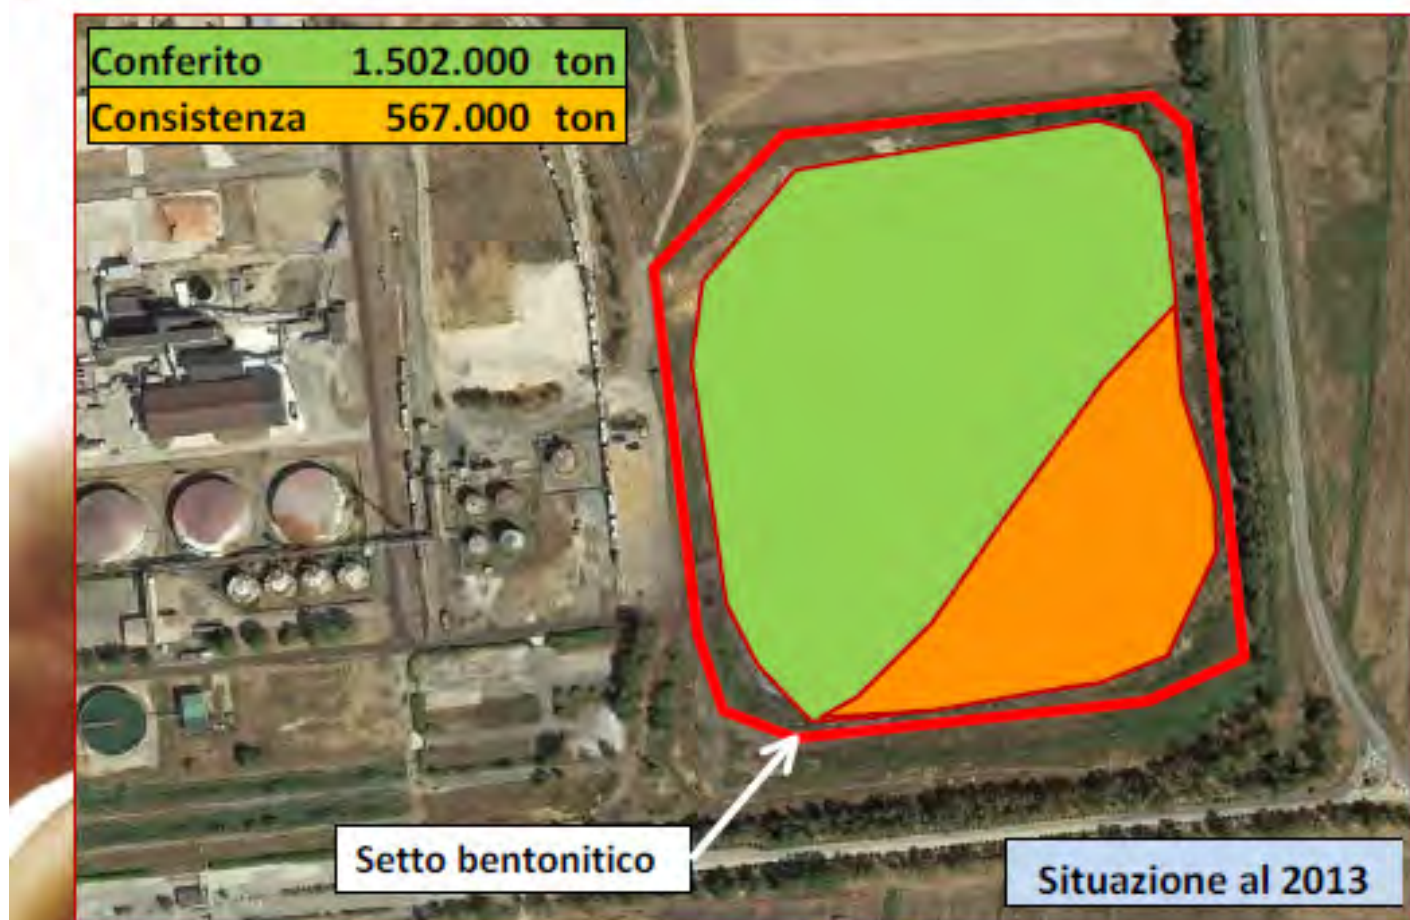 Conferito 1.502.000 ton
Consistenza 567.000 ton
Setto bentonitico
Situazione al 2013